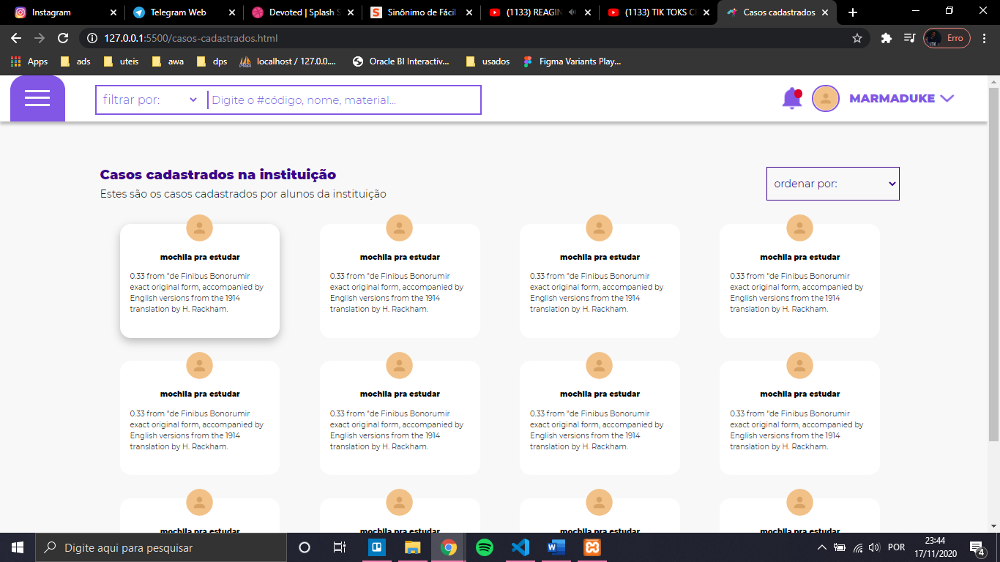 Instagram
Telegram Web
Devoted | Splash S
Sinônimo de Fácil
(1133) REAGIN
(1133) TIK TOKS C
Casos cadastrados
127.0.0.1:5500/casos-cadastrados.html
Erro
Apps
ads
uteis
awa
dps
localhost / 127.0.0....
Oracle BI Interactiv...
usados
Figma Variants Play...
filtrar por:
Digite o #código, nome, material...
MARMADUKE
Casos cadastrados na instituição
Estes são os casos cadastrados por alunos da instituição
ordenar por:
mochila pra estudar
0.33 from "de Finibus Bonorumir
exact original form, accompanied by
English versions from the 1914
translation by H. Rackham.
mochila pra estudar
0.33 from "de Finibus Bonorumir
exact original form, accompanied by
English versions from the 1914
translation by H. Rackham.
mochila pra estudar
0.33 from "de Finibus Bonorumir
exact original form, accompanied by
English versions from the 1914
translation by H. Rackham.
mochila pra estudar
0.33 from "de Finibus Bonorumir
exact original form, accompanied by
English versions from the 1914
translation by H. Rackham.
mochila pra estudar
0.33 from "de Finibus Bonorumir
exact original form, accompanied by
English versions from the 1914
translation by H. Rackham.
mochila pra estudar
0.33 from "de Finibus Bonorumir
exact original form, accompanied by
English versions from the 1914
translation by H. Rackham.
mochila pra estudar
0.33 from "de Finibus Bonorumir
exact original form, accompanied by
English versions from the 1914
translation by H. Rackham.
mochila pra estudar
0.33 from "de Finibus Bonorumir
exact original form, accompanied by
English versions from the 1914
translation by H. Rackham.
mochila pra estudar
mochila pra estudar
mochila pra estudar
mochila pra estudar
Digite aqui para pesquisar
POR
23:44
17/11/2020
4